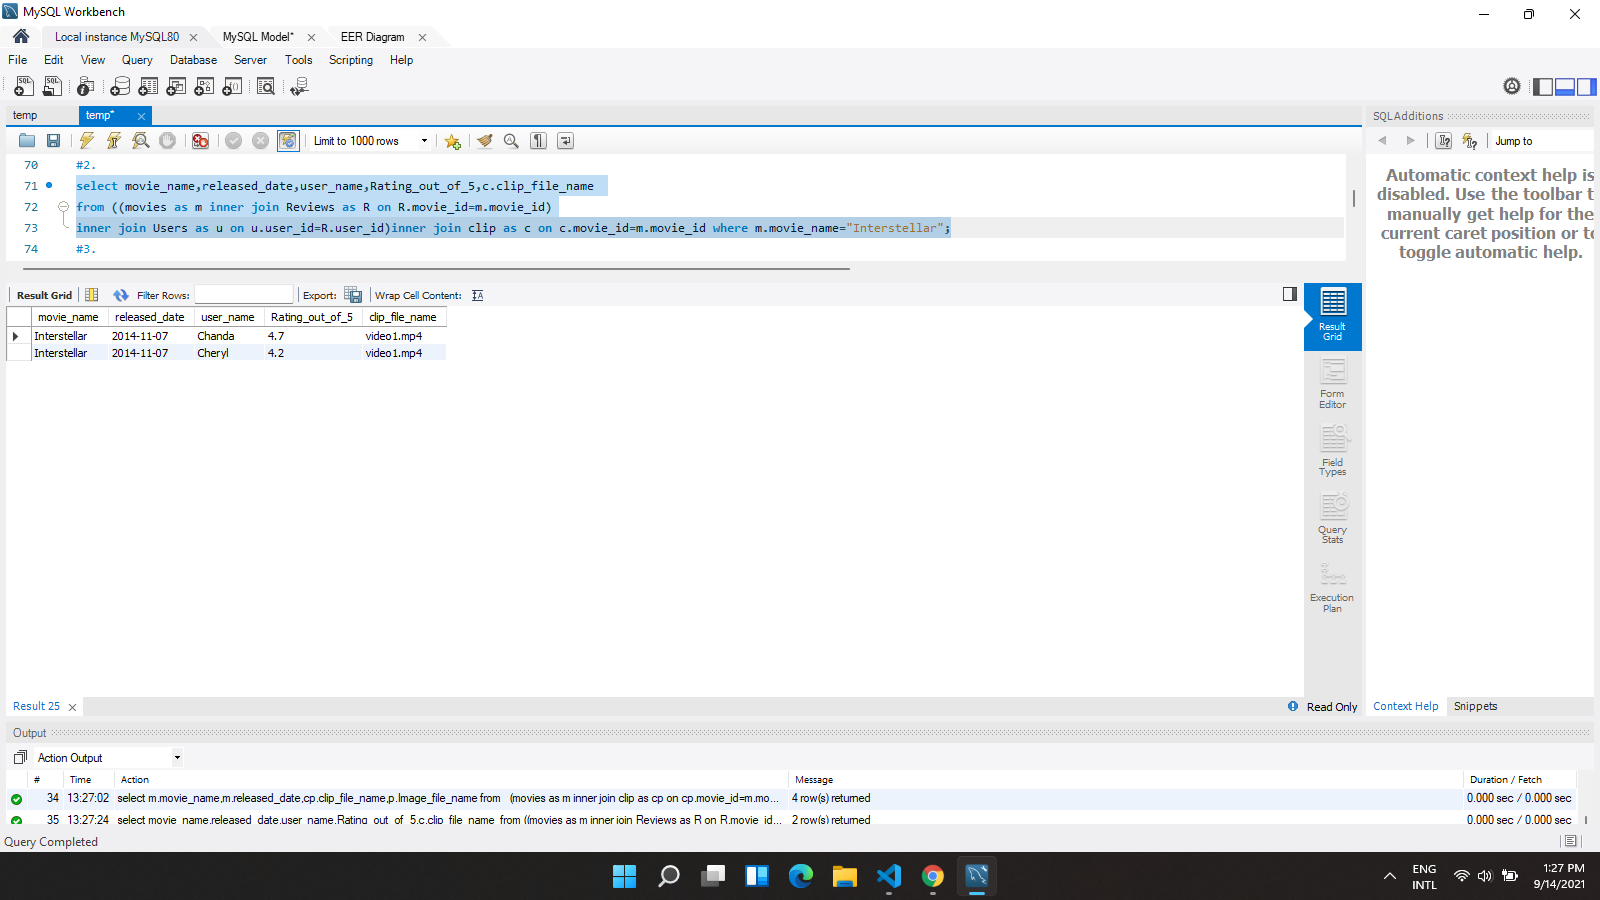 MySQL Workbench
Local instance MySQL80
MySQL Model*
EER Diagram
File Edit View Query Database Server Tools Scripting Help
temp
temp*
SQLAdditions
Limit to 1000 rows
Jump to
70 #2.
71 select movie_name,released_date,user_name,Rating_out_of_5,c.clip_file_name
72 from ((movies as m inner join Reviews as R on R.movie_id=m.movie_id)
73 inner join Users as u on u.user_id=R.user_id)inner join clip as c on c.movie_id=m.movie_id where m.movie_name="Interstellar";
74 #3.
Automatic context help is
disabled. Use the toolbar t
manually get help for the
current caret position or to
toggle automatic help.
Result Grid Filter Rows: Export: Wrap Cell Content:
movie_name released_date user_name Rating_out_of_5 clip_file_name
Interstellar 2014-11-07 Chanda 4.7 video1.mp4
Interstellar 2014-11-07 Cheryl 4.2 video1.mp4
Result
Grid
Form
Editor
Field
Types
Query
Stats
Execution
Plan
Result 25
Read Only
Context Help
Snippets
Output
Action Output
# Time Action Message Duration / Fetch
34 13:27:02 select m.movie_name,m.released_date,cp.clip_file_name,p.Image_file_name from (movies as m inner join clip as cp on cp.movie_id=m.mo... 4 row(s) returned 0.000 sec / 0.000 sec
35 13:27:24 select movie_name,released_date,user_name,Rating_out_of_5,c.clip_file_name from ((movies as m inner join Reviews as R on R.movie_id... 2 row(s) returned 0.000 sec / 0.000 sec
Query Completed
ENG
INTL
1:27 PM
9/14/2021